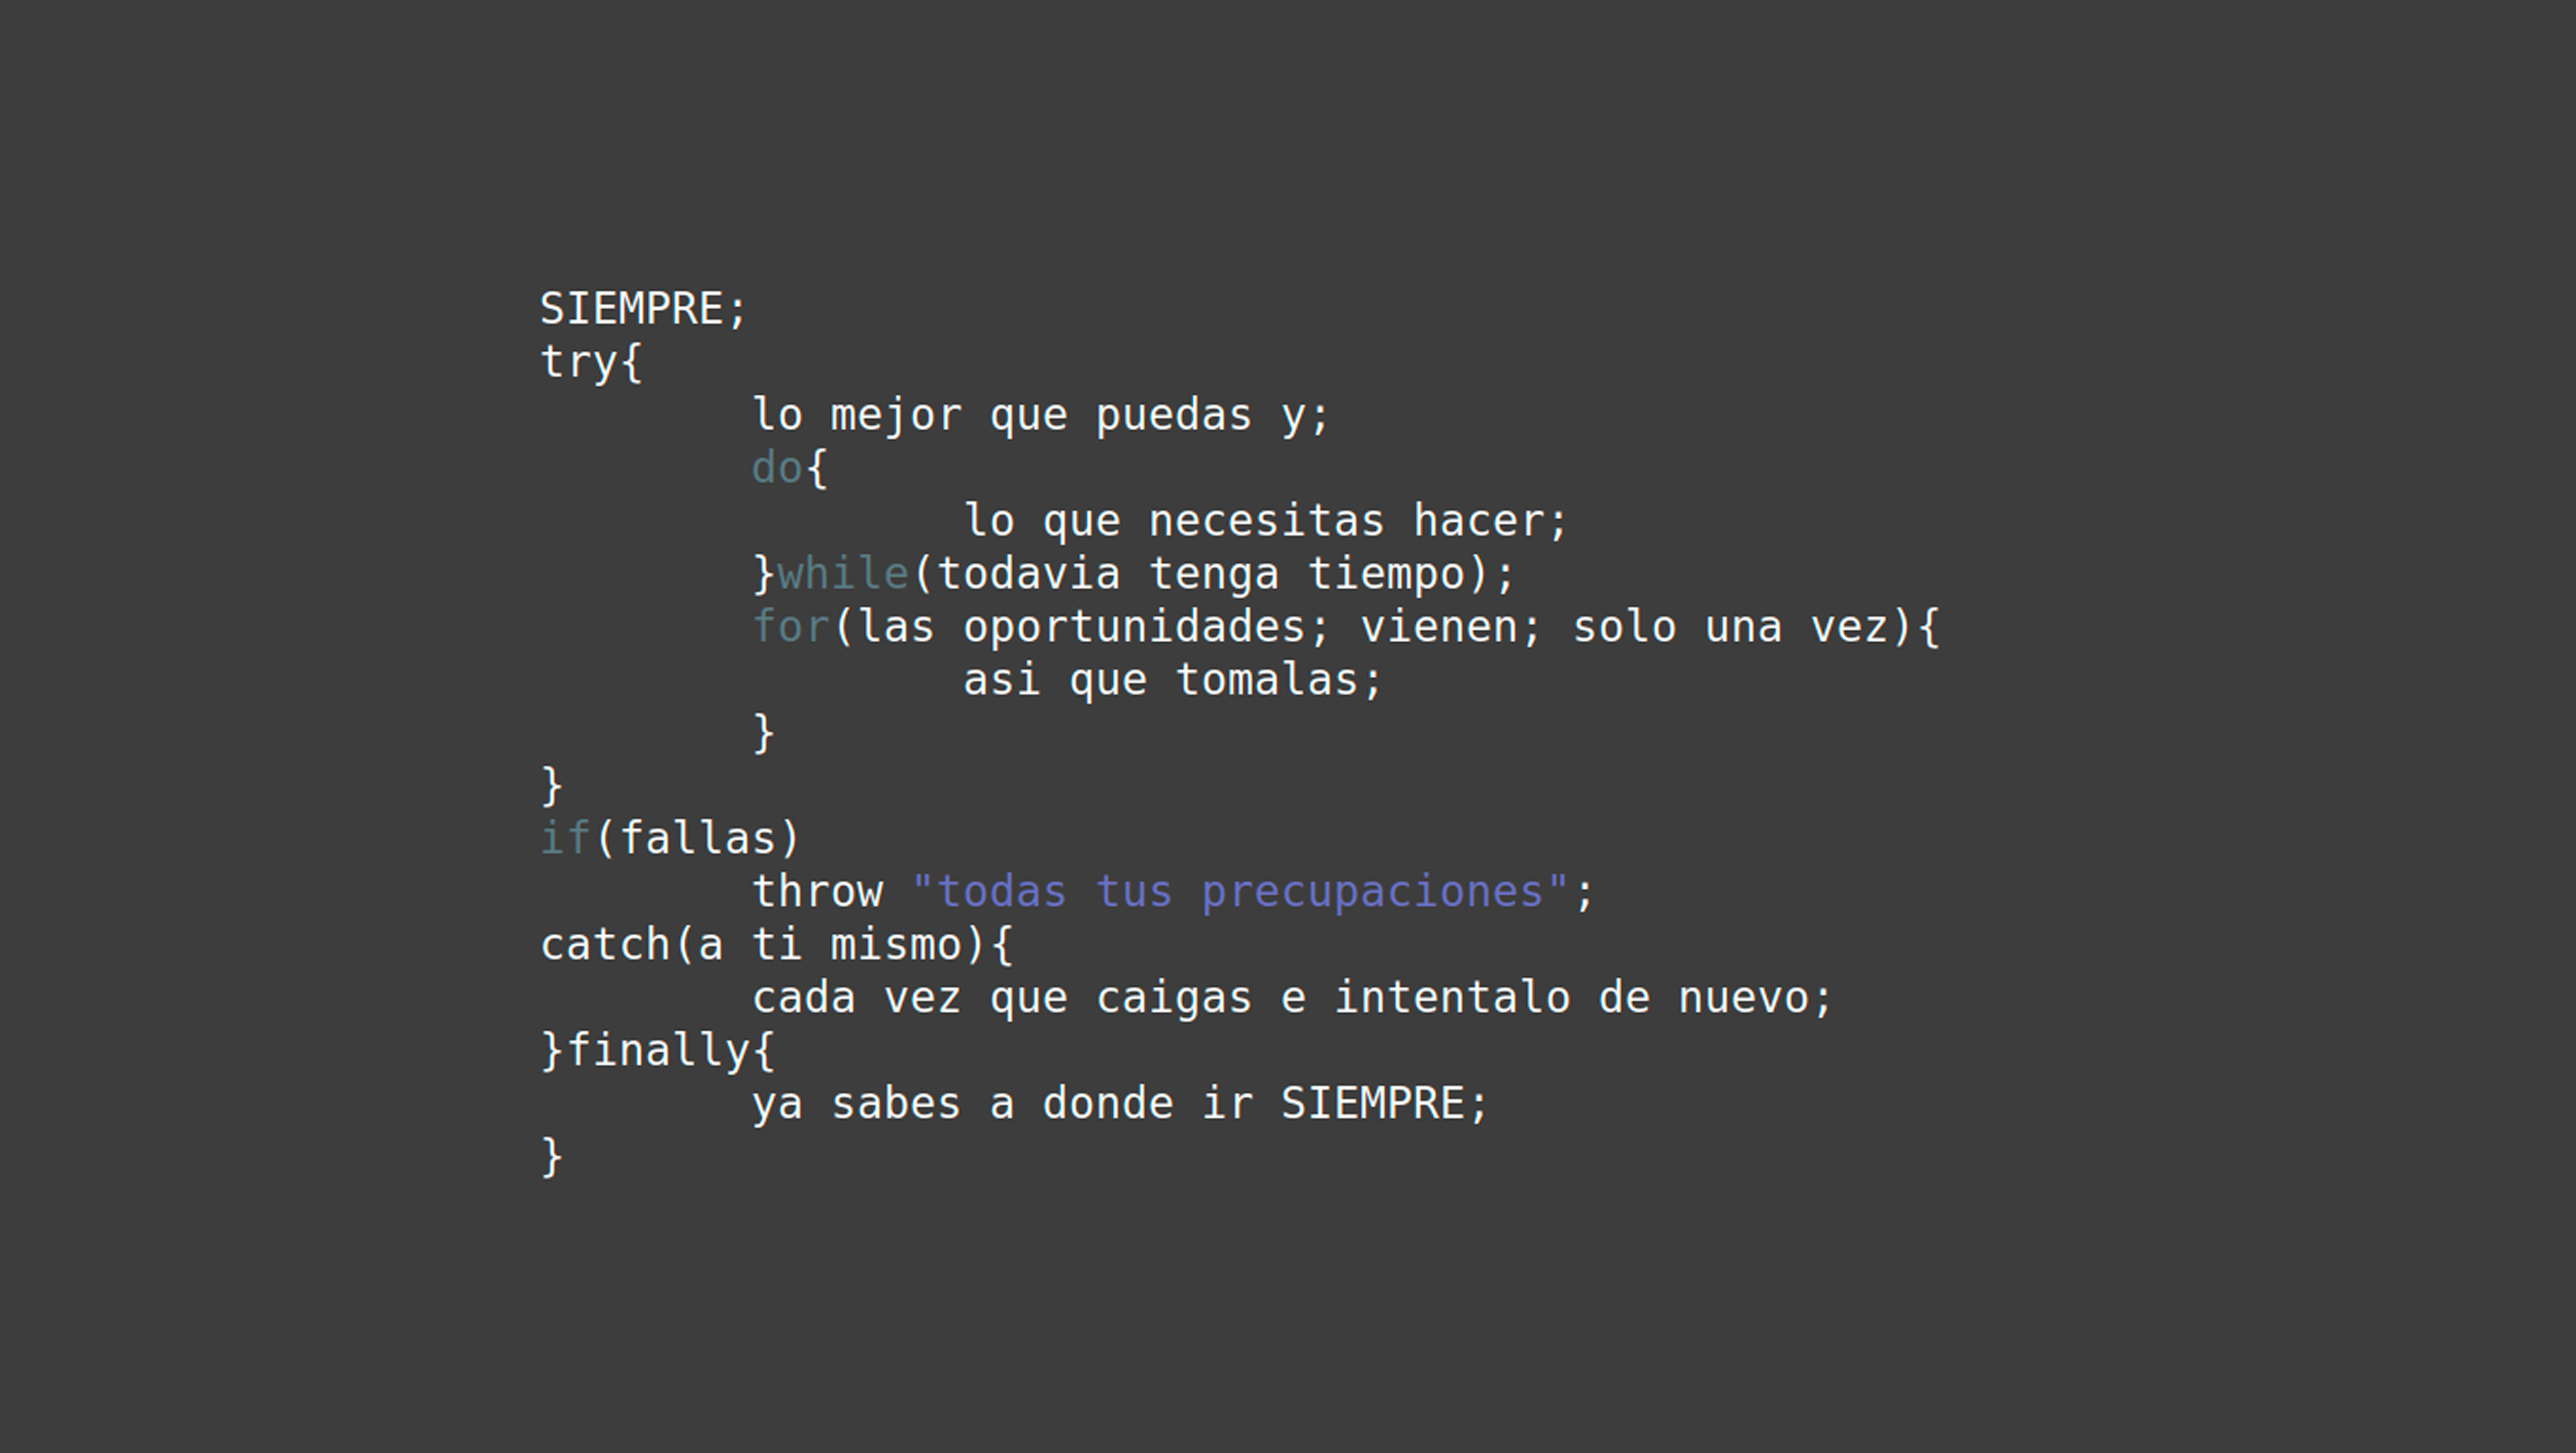 SIEMPRE;
try{
lo mejor que puedas y;
do{
lo que necesitas hacer;
}while(todavia tenga tiempo);
for(las oportunidades; vienen; solo una vez){
asi que tomalas;
}
}
if(fallas)
throw "todas tus precupaciones";
catch(a ti mismo){
cada vez que caigas e intentalo de nuevo;
}finally{
ya sabes a donde ir SIEMPRE;
}